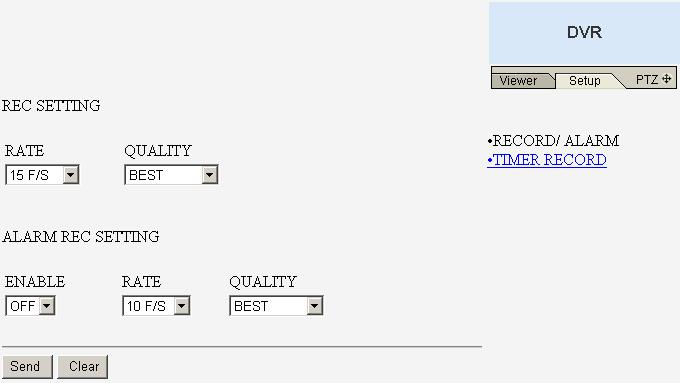 DVR
Viewer Setup PTZ
REC SETTING
RATE QUALITY
15 F/S BEST
•RECORD/ ALARM
•TIMER RECORD
ALARM REC SETTING
ENABLE RATE QUALITY
OFF 10 F/S BEST
Send Clear